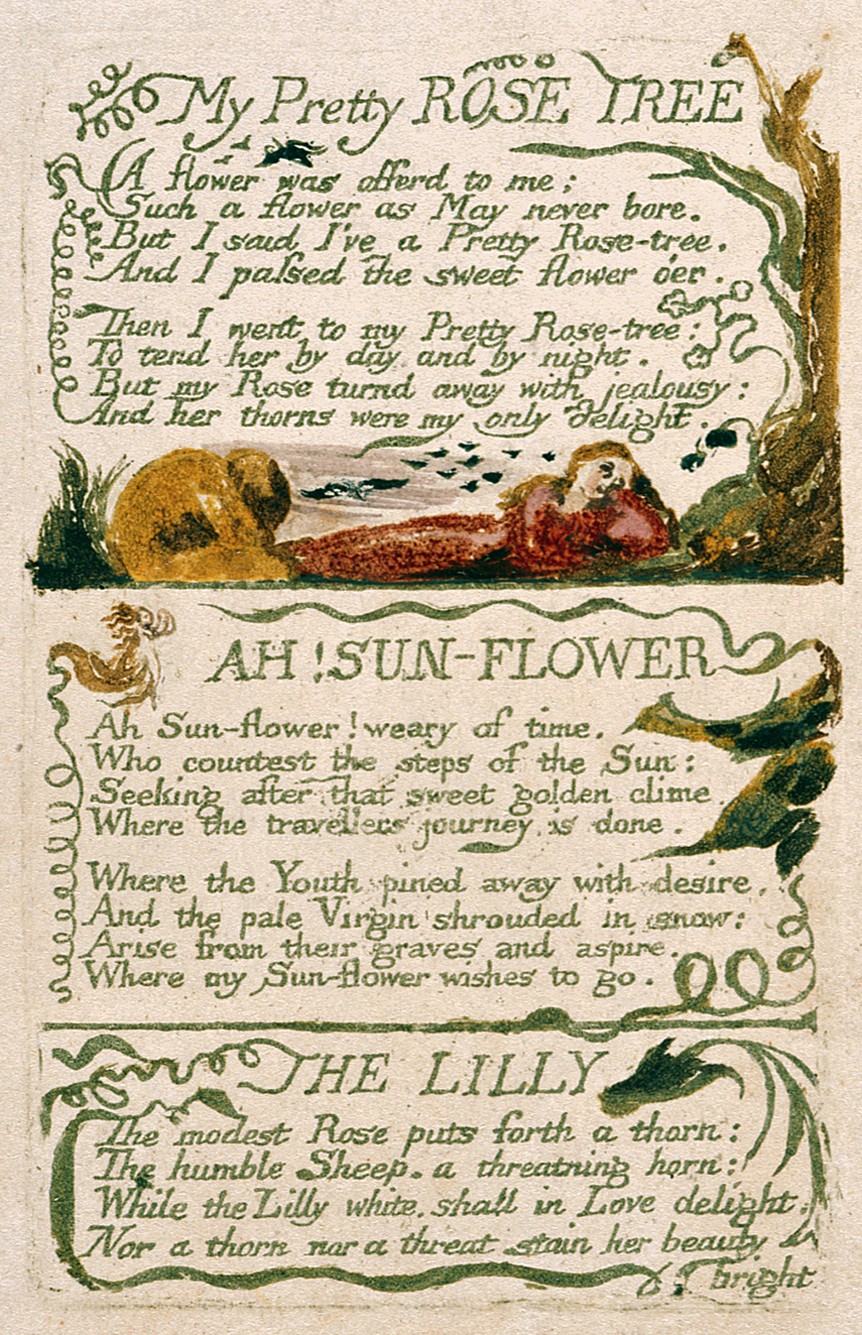 My Pretty ROSE TREE
A flower was offerd to me;
Such a flower as May never bore.
But I said I've a Pretty Rose-tree.
And I paſsed the sweet flower o'er.
Then I went to my Pretty Rose-tree:
To tend her by day and by night.
But my Rose turnd away with jealousy:
And her thorns were my only delight.
AH! SUN-FLOWER
Ah Sun-flower! weary of time.
Who countest the steps of the Sun:
Seeking after that sweet golden clime.
Where the travellers journey is done.
Where the Youth pined away with desire,
And the pale Virgin shrouded in snow:
Arise from their graves and aspire.
Where my Sun-flower wishes to go.
THE LILLY
The modest Rose puts forth a thorn:
The humble Sheep. a threatning horn:
While the Lilly white. shall in Love delight.
Nor a thorn nor a threat stain her beauty
bright